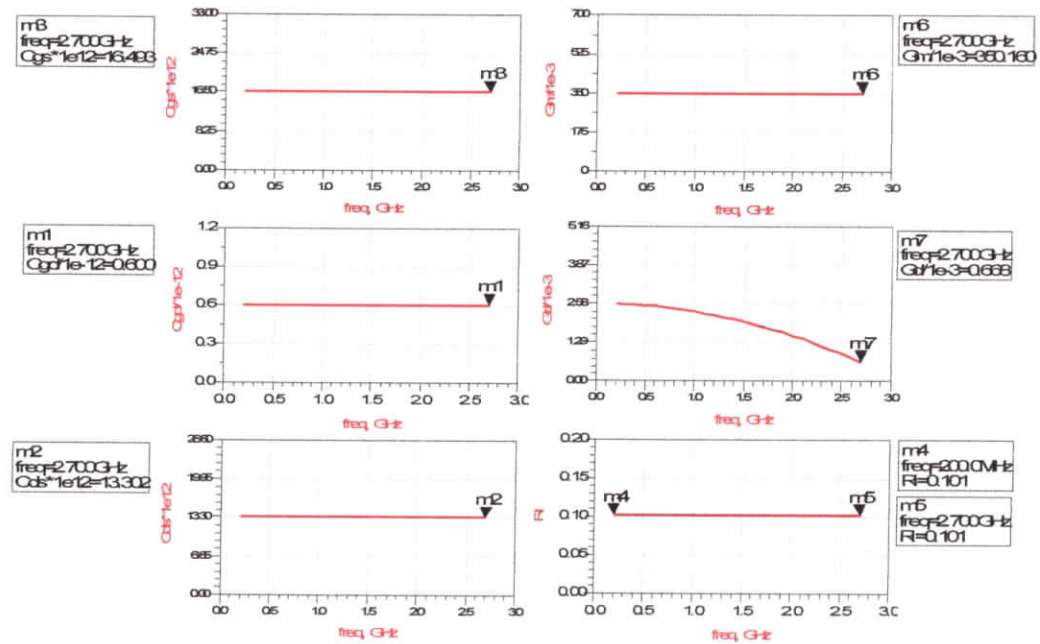 m3
freq=2.700GHz
Cgs*1e12=16.493
Cgs*1e12
33.00
24.75
16.50
8.25
0.00
m3
0.0 0.5 1.0 1.5 2.0 2.5 3.0
freq, GHz
m6
freq=2.700GHz
Gm/1e-3=350.160
Gm/1e-3
700
525
350
175
0
m6
0.0 0.5 1.0 1.5 2.0 2.5 3.0
freq, GHz
m1
freq=2.700GHz
Cgd/1e-12=0.600
Cgd/1e-12
1.2
0.9
0.6
0.3
0.0
m1
0.0 0.5 1.0 1.5 2.0 2.5 3.0
freq, GHz
m7
freq=2.700GHz
Gd/1e-3=0.668
Gd/1e-3
5.16
3.87
2.58
1.29
0.00
m7
0.0 0.5 1.0 1.5 2.0 2.5 3.0
freq, GHz
m2
freq=2.700GHz
Cds*1e12=13.302
Cds*1e12
26.60
19.95
13.30
6.65
0.00
m2
0.0 0.5 1.0 1.5 2.0 2.5 3.0
freq, GHz
m4
freq=200.0MHz
Ri=0.101
m5
freq=2.700GHz
Ri=0.101
Ri
0.20
0.15
0.10
0.05
0.00
m4
m5
0.0 0.5 1.0 1.5 2.0 2.5 3.0
freq, GHz